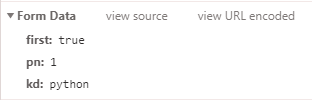 ▼ Form Data view source view URL encoded
first: true
pn: 1
kd: python